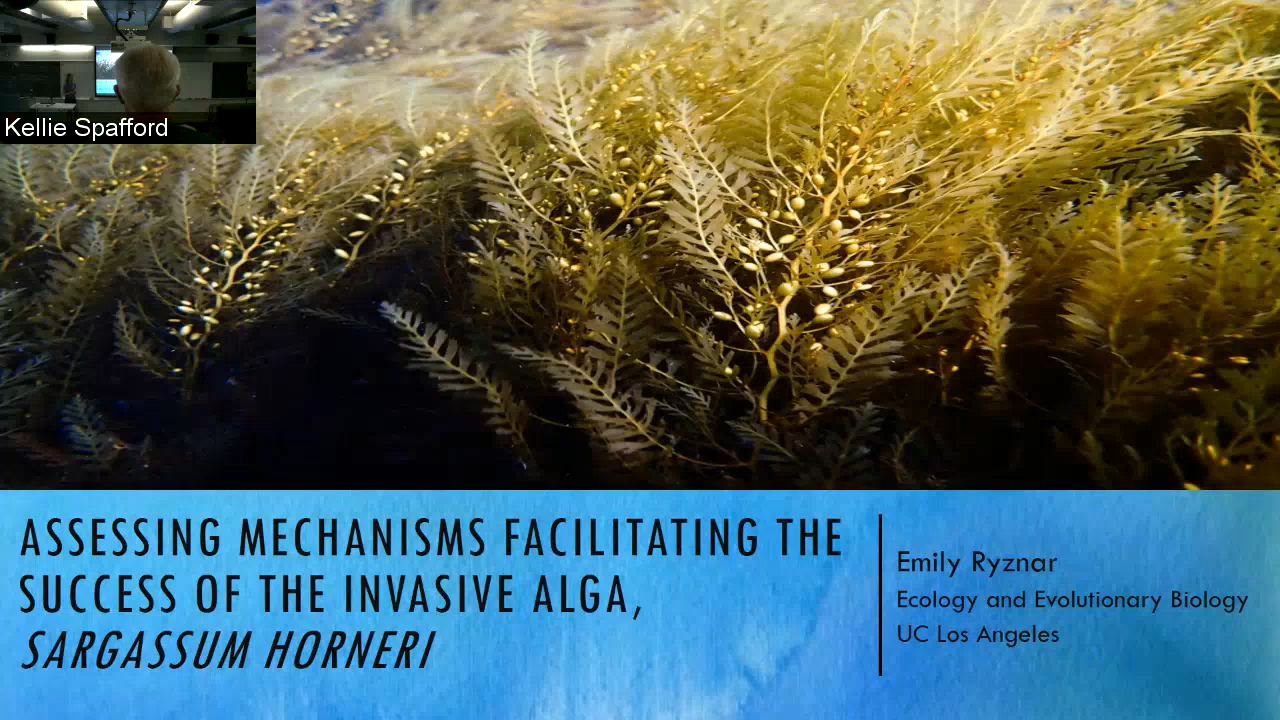 Kellie Spafford
ASSESSING MECHANISMS FACILITATING THE
SUCCESS OF THE INVASIVE ALGA,
SARGASSUM HORNERI
Emily Ryznar
Ecology and Evolutionary Biology
UC Los Angeles